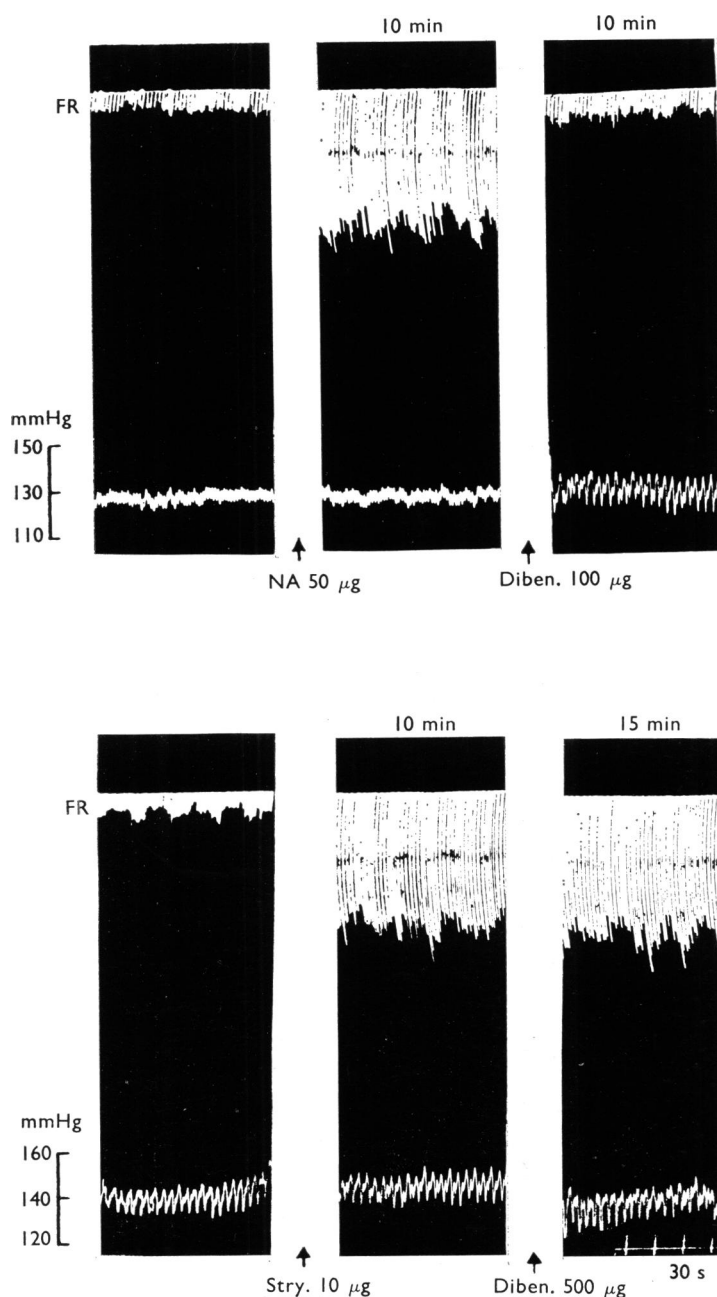 10 min 10 min
FR
mmHg
150
130
110
NA 50 µg Diben. 100 µg
10 min 15 min
FR
mmHg
160
140
120
30 s
Stry. 10 µg Diben. 500 µg